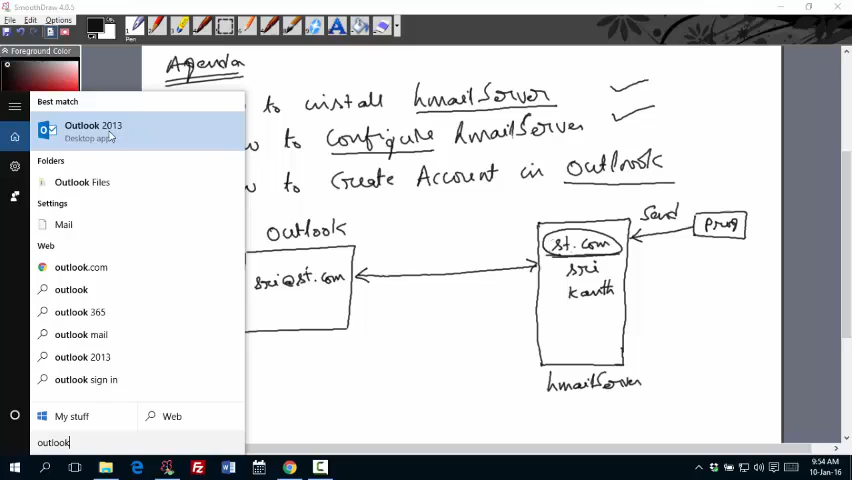 SmoothDraw 4.0.5
File Edit Options
Pen
Foreground Color
Agenda
to install hmailServer
Best match
Outlook 2013
Desktop app
ow to configure hmailServer
Folders
Outlook Files
ow to Create Account in Outlook
Settings
Mail
Web
outlook.com
outlook
outlook 365
outlook mail
outlook 2013
outlook sign in
My stuff
Web
outlook
Outlook
sri@st.com
Send
prog
st.com
sri
kanth
hmailServer
9:54 AM
10-Jan-16